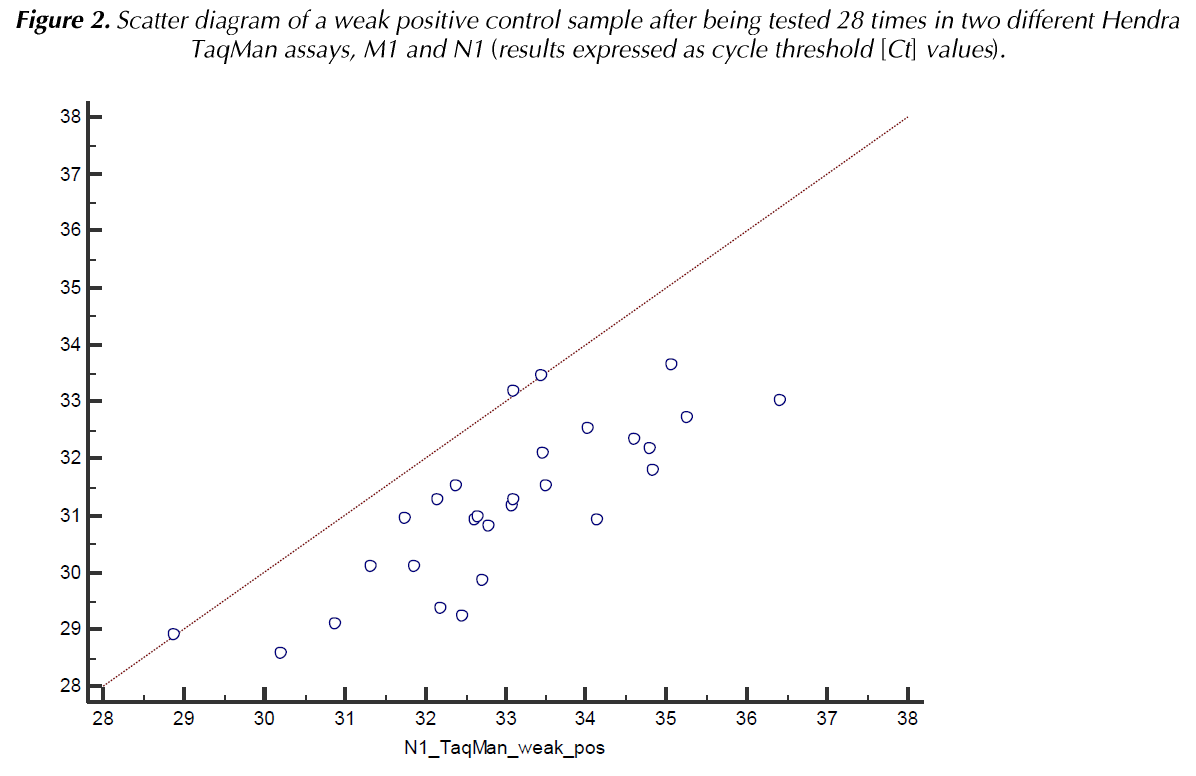 Figure 2. Scatter diagram of a weak positive control sample after being tested 28 times in two different Hendra
TaqMan assays, M1 and N1 (results expressed as cycle threshold [Ct] values).
38
37
36
35
34
33
32
31
30
29
28
28 29 30 31 32 33 34 35 36 37 38
N1_TaqMan_weak_pos